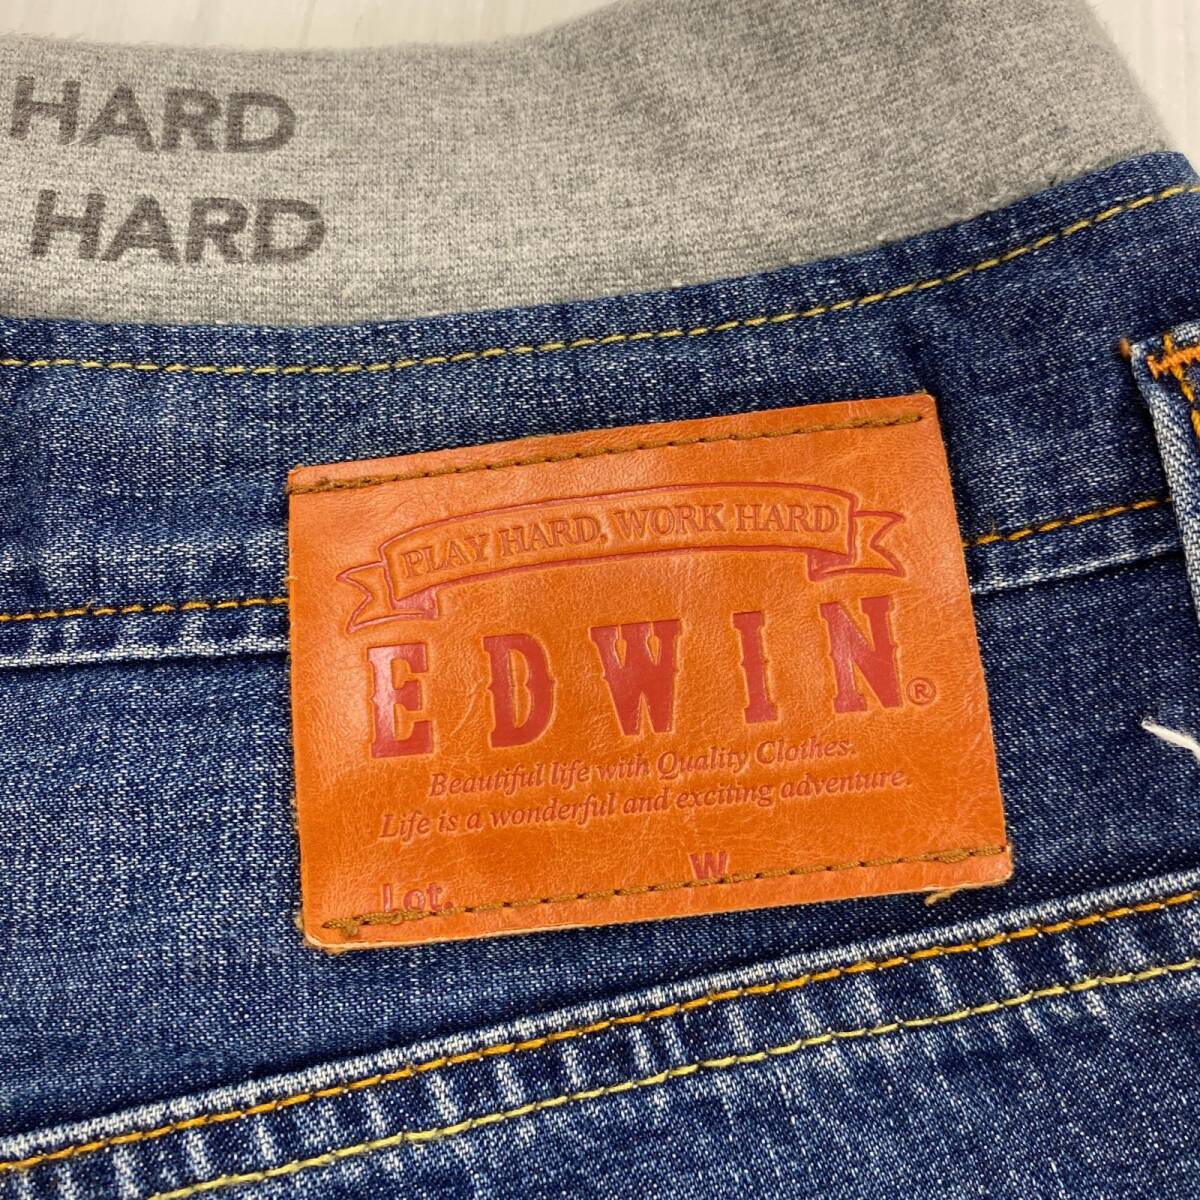 HARD
HARD
PLAY HARD, WORK HARD
EDWIN®
Beautiful life with Quality Clothes.
Life is a wonderful and exciting adventure.
Lot. W